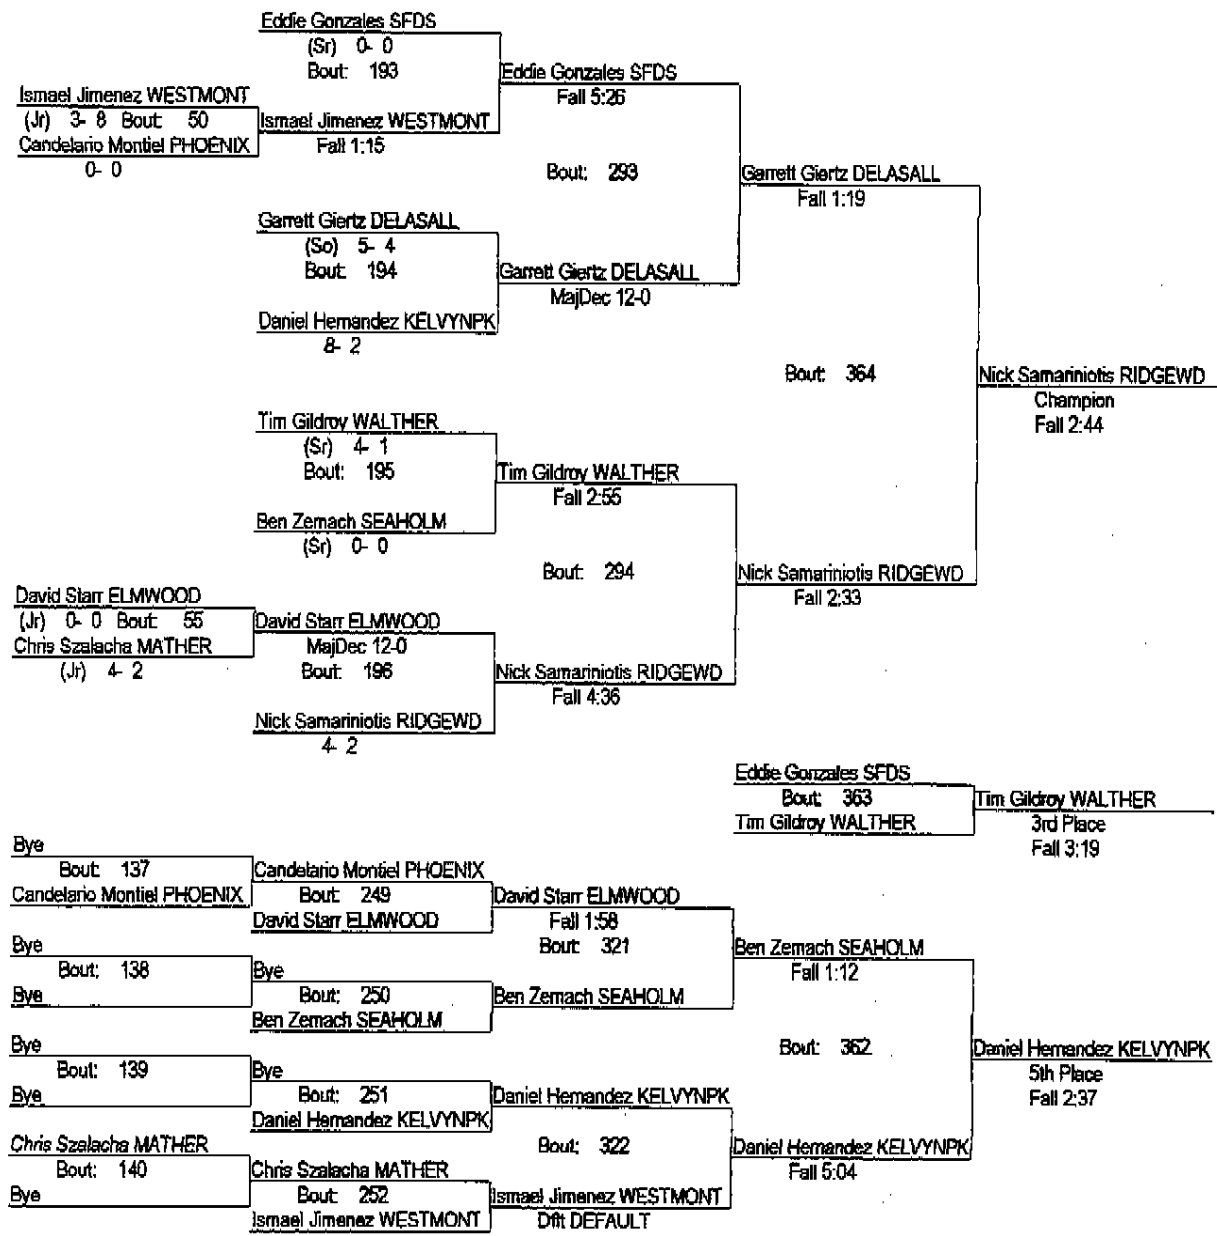 Eddie Gonzales SFDS
(Sr) 0- 0
Bout: 193
Eddie Gonzales SFDS
Fall 5:26
Ismael Jimenez WESTMONT
(Jr) 3- 8 Bout: 50
Ismael Jimenez WESTMONT
Candelario Montiel PHOENIX
Fall 1:15
0- 0
Bout: 293
Garrett Giertz DELASALL
Fall 1:19
Garrett Giertz DELASALL
(So) 5- 4
Bout: 194
Garrett Giertz DELASALL
MajDec 12-0
Daniel Hernandez KELVYNPK
8- 2
Bout: 364
Nick Samariniotis RIDGEWD
Champion
Fall 2:44
Tim Gildroy WALTHER
(Sr) 4- 1
Bout: 195
Tim Gildroy WALTHER
Fall 2:55
Ben Zemach SEAHOLM
(Sr) 0- 0
Bout: 294
Nick Samariniotis RIDGEWD
Fall 2:33
David Starr ELMWOOD
(Jr) 0- 0 Bout: 55
David Starr ELMWOOD
Chris Szalacha MATHER
MajDec 12-0
(Jr) 4- 2
Bout: 196
Nick Samariniotis RIDGEWD
Fall 4:36
Nick Samariniotis RIDGEWD
4- 2
Eddie Gonzales SFDS
Bout: 363
Tim Gildroy WALTHER
Tim Gildroy WALTHER
3rd Place
Fall 3:19
Bye
Bout: 137
Candelario Montiel PHOENIX
Candelario Montiel PHOENIX
Bout: 249
David Starr ELMWOOD
David Starr ELMWOOD
Fall 1:58
Bout: 321
Ben Zemach SEAHOLM
Fall 1:12
Bye
Bout: 138
Bye
Bye
Bout: 250
Ben Zemach SEAHOLM
Ben Zemach SEAHOLM
Bout: 362
Daniel Hernandez KELVYNPK
5th Place
Fall 2:37
Bye
Bout: 139
Bye
Bye
Bout: 251
Daniel Hernandez KELVYNPK
Daniel Hernandez KELVYNPK
Bout: 322
Daniel Hernandez KELVYNPK
Fall 5:04
Chris Szalacha MATHER
Bout: 140
Chris Szalacha MATHER
Bye
Bout: 252
Ismael Jimenez WESTMONT
Ismael Jimenez WESTMONT
Dflt DEFAULT